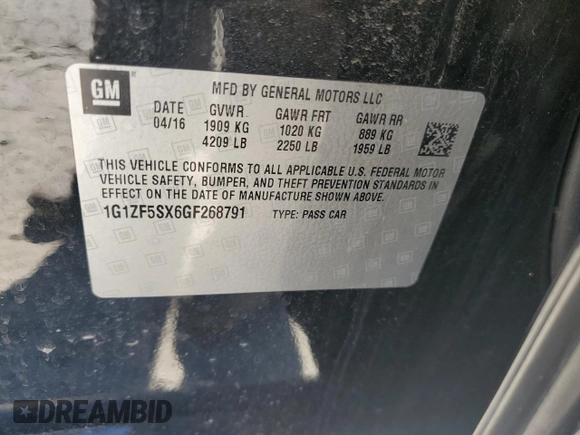 GM
MFD BY GENERAL MOTORS LLC
DATE GVWR GAWR FRT GAWR RR
04/16 1909 KG 1020 KG 889 KG
4209 LB 2250 LB 1959 LB
THIS VEHICLE CONFORMS TO ALL APPLICABLE U.S. FEDERAL MOTOR
VEHICLE SAFETY, BUMPER, AND THEFT PREVENTION STANDARDS IN
EFFECT ON THE DATE OF MANUFACTURE SHOWN ABOVE.
1G1ZF5SX6GF268791 TYPE: PASS CAR
DREAMBID